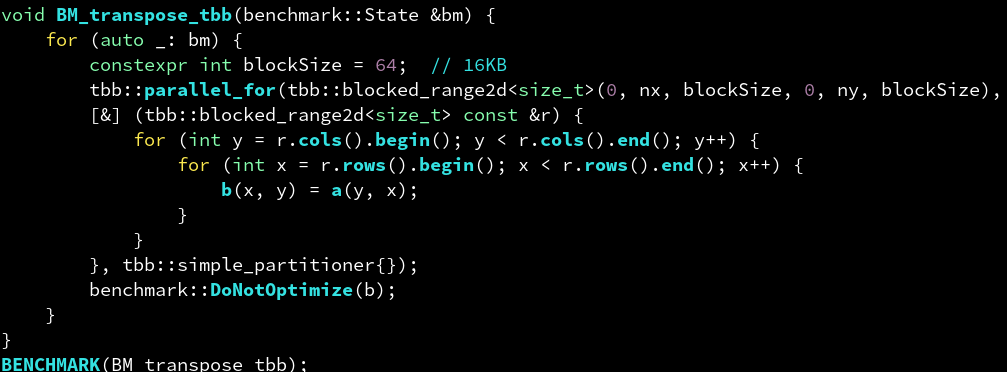 void BM_transpose_tbb(benchmark::State &bm) {
    for (auto _: bm) {
        constexpr int blockSize = 64;  // 16KB
        tbb::parallel_for(tbb::blocked_range2d<size_t>(0, nx, blockSize, 0, ny, blockSize),
        [&] (tbb::blocked_range2d<size_t> const &r) {
            for (int y = r.cols().begin(); y < r.cols().end(); y++) {
                for (int x = r.rows().begin(); x < r.rows().end(); x++) {
                    b(x, y) = a(y, x);
                }
            }
        }, tbb::simple_partitioner{});
        benchmark::DoNotOptimize(b);
    }
}
BENCHMARK(BM_transpose_tbb);